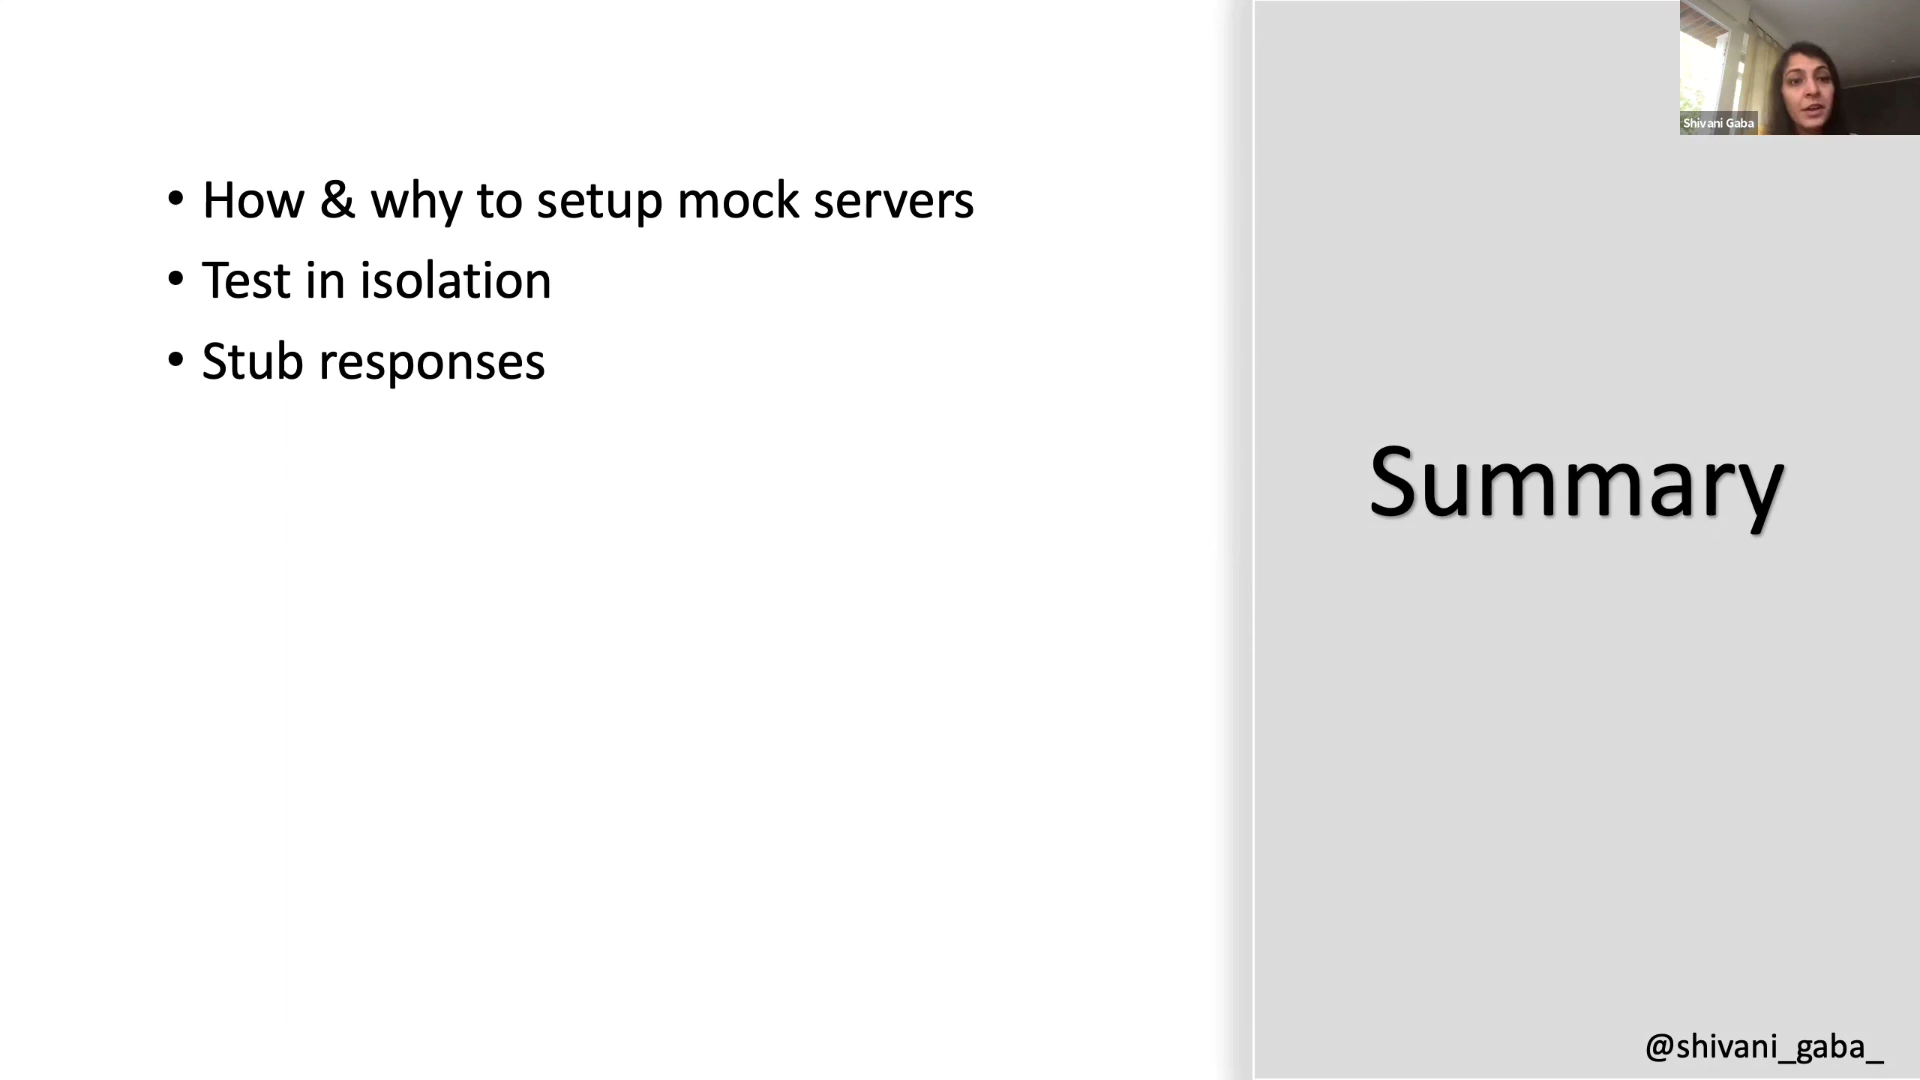 • How & why to setup mock servers
• Test in isolation
• Stub responses
Summary
Shivani Gaba
@shivani_gaba_